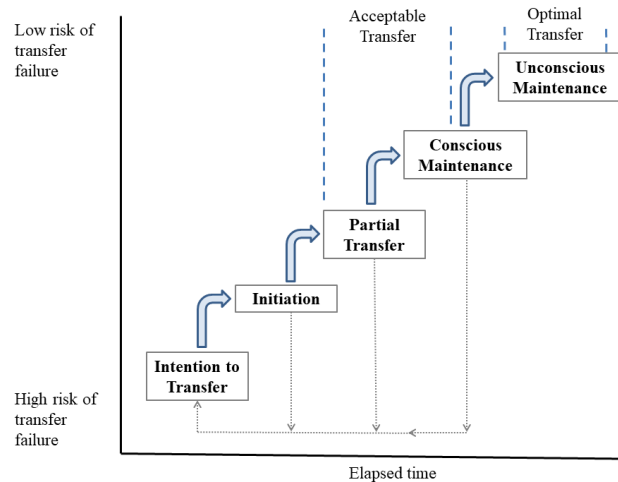 Low risk of
transfer
failure
Acceptable
Transfer
Optimal
Transfer
Unconscious
Maintenance
Conscious
Maintenance
Partial
Transfer
Initiation
Intention to
Transfer
High risk of
transfer
failure
Elapsed time